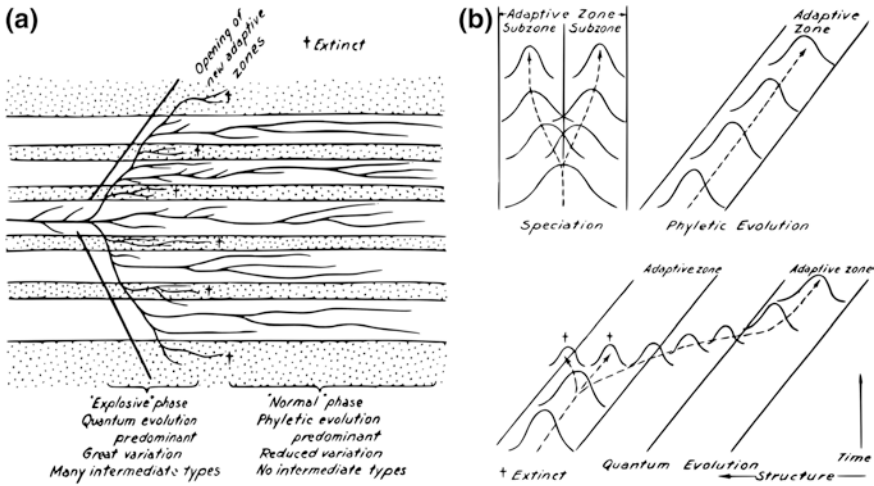 (a)
Opening of
new adaptive
zones
† Extinct
†
†
†
†
†
†
"Explosive" phase
Quantum evolution
predominant
Great variation
Many intermediate types
"Normal" phase
Phyletic evolution
predominant
Reduced variation
No intermediate types
(b)
Adaptive Zone
Subzone
Subzone
Speciation
Adaptive
Zone
Phyletic Evolution
Adaptive zone
Adaptive zone
†
†
† Extinct
Quantum Evolution
Structure
Time